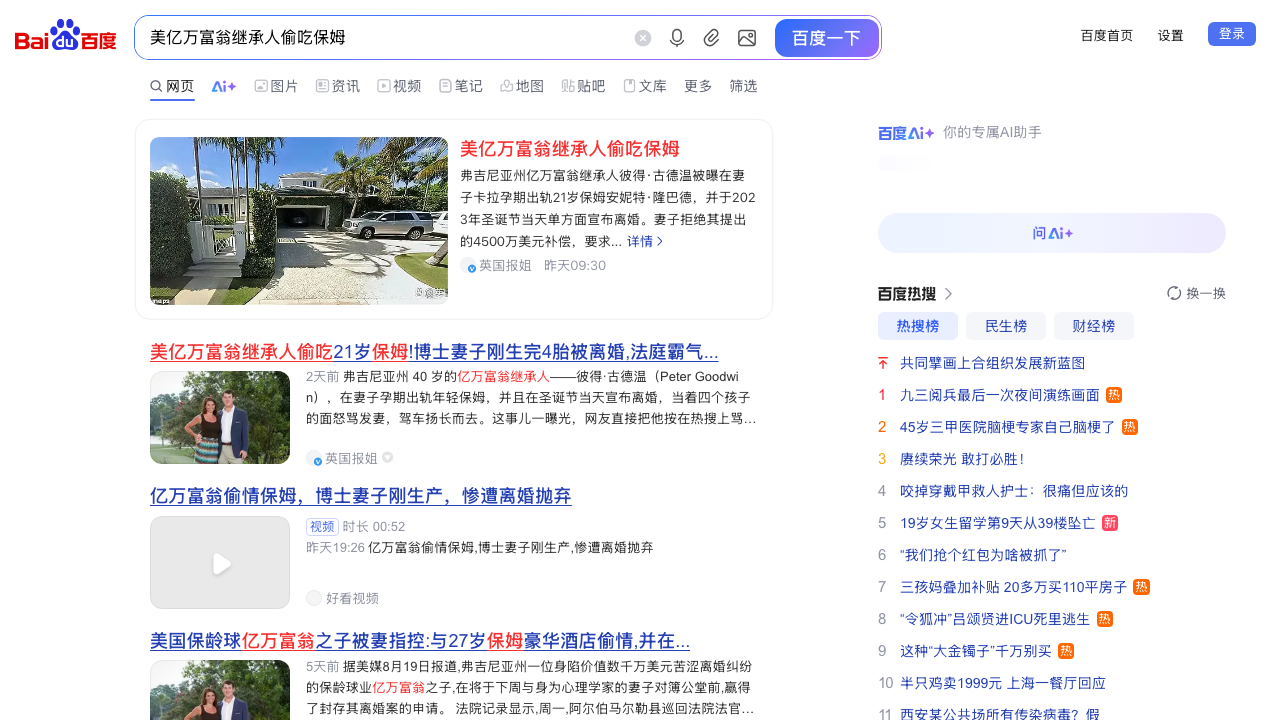 Bai du 百度
美亿万富翁继承人偷吃保姆
百度一下
百度首页
设置
登录
网页
Ai+
图片
资讯
视频
笔记
地图
贴吧
文库
更多
筛选
美亿万富翁继承人偷吃保姆
弗吉尼亚州亿万富翁继承人彼得·古德温被曝在妻
子卡拉孕期出轨21岁保姆安妮特·隆巴德，并于202
3年圣诞节当天单方面宣布离婚。妻子拒绝其提出
的4500万美元补偿，要求... 详情
英国报姐 昨天09:30
美亿万富翁继承人偷吃21岁保姆!博士妻子刚生完4胎被离婚,法庭霸气...
2天前 弗吉尼亚州 40 岁的亿万富翁继承人——彼得·古德温（Peter Goodwi
n），在妻子孕期出轨年轻保姆，并且在圣诞节当天宣布离婚，当着四个孩子
的面怒骂发妻，驾车扬长而去。这事儿一曝光，网友直接把他按在热搜上骂...
英国报姐
亿万富翁偷情保姆，博士妻子刚生产，惨遭离婚抛弃
视频 时长 00:52
昨天19:26 亿万富翁偷情保姆,博士妻子刚生产,惨遭离婚抛弃
好看视频
美国保龄球亿万富翁之子被妻指控:与27岁保姆豪华酒店偷情,并在...
5天前 据美媒8月19日报道,弗吉尼亚州一位身陷价值数千万美元苦涩离婚纠纷
的保龄球业亿万富翁之子,在将于下周与身为心理学家的妻子对簿公堂前,赢得
了封存其离婚案的申请。 法院记录显示,周一,阿尔伯马尔勒县巡回法院法官...
百度Ai+ 你的专属AI助手
问Ai+
百度热搜
换一换
热搜榜
民生榜
财经榜
共同擘画上合组织发展新蓝图
1 九三阅兵最后一次夜间演练画面 热
2 45岁三甲医院脑梗专家自己脑梗了 热
3 赓续荣光 敢打必胜！
4 咬掉穿戴甲救人护士：很痛但应该的
5 19岁女生留学第9天从39楼坠亡 新
6 “我们抢个红包为啥被抓了”
7 三孩妈叠加补贴 20多万买110平房子 热
8 “令狐冲”吕颂贤进ICU死里逃生 热
9 这种“大金镯子”千万别买 热
10 半只鸡卖1999元 上海一餐厅回应
11 西安某公共场所有传染病毒？假